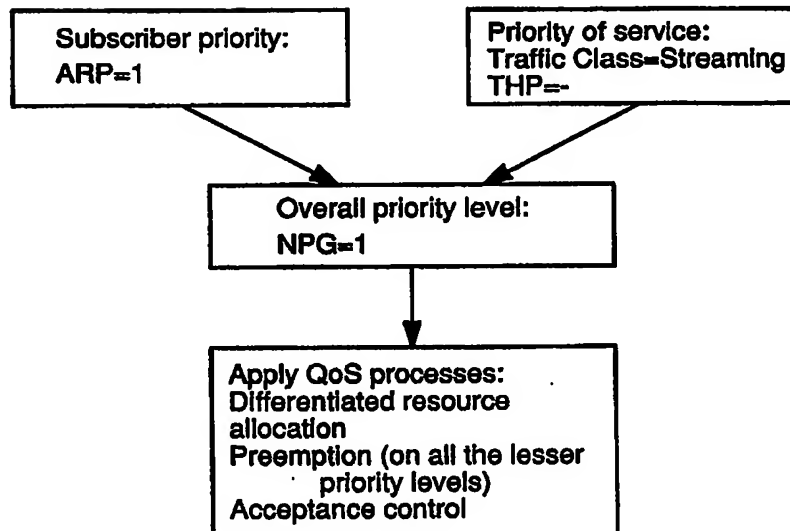 Subscriber priority:
ARP=1
Priority of service:
Traffic Class=Streaming
THP=-
Overall priority level:
NPG=1
Apply QoS processes:
Differentiated resource
allocation
Preemption (on all the lesser
priority levels)
Acceptance control